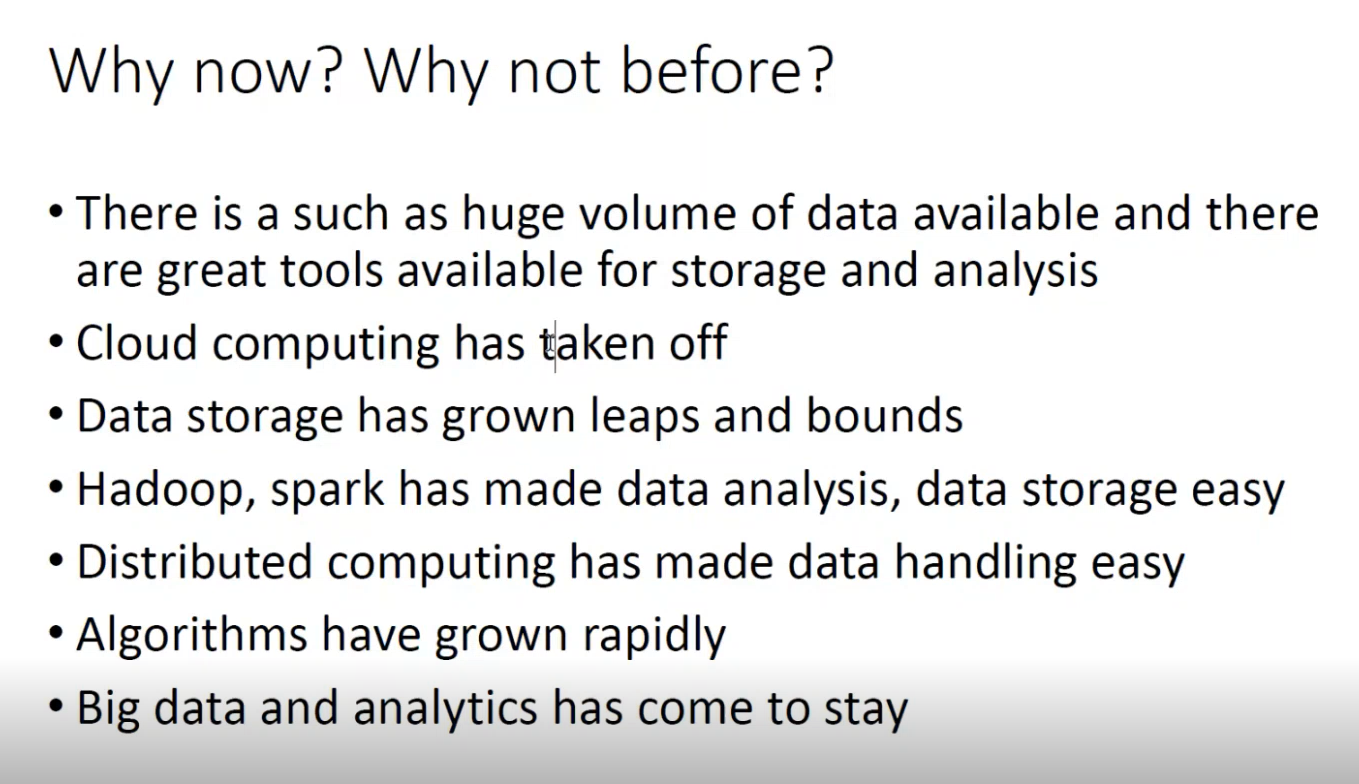 Why now? Why not before?
• There is a such as huge volume of data available and there
are great tools available for storage and analysis
• Cloud computing has taken off
• Data storage has grown leaps and bounds
• Hadoop, spark has made data analysis, data storage easy
• Distributed computing has made data handling easy
• Algorithms have grown rapidly
• Big data and analytics has come to stay